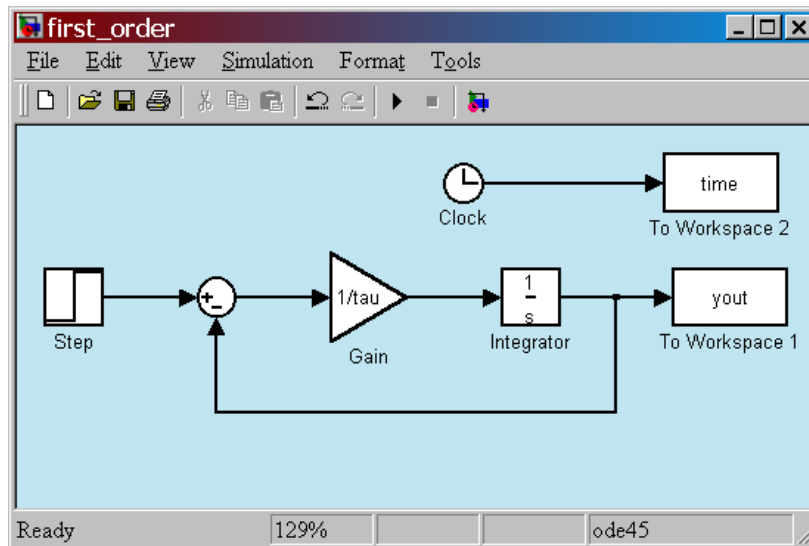 first_order
File Edit View Simulation Format Tools
time
Clock
To Workspace 2
+
-
1/tau
1
s
yout
Step
Gain
Integrator
To Workspace 1
Ready 129% ode45